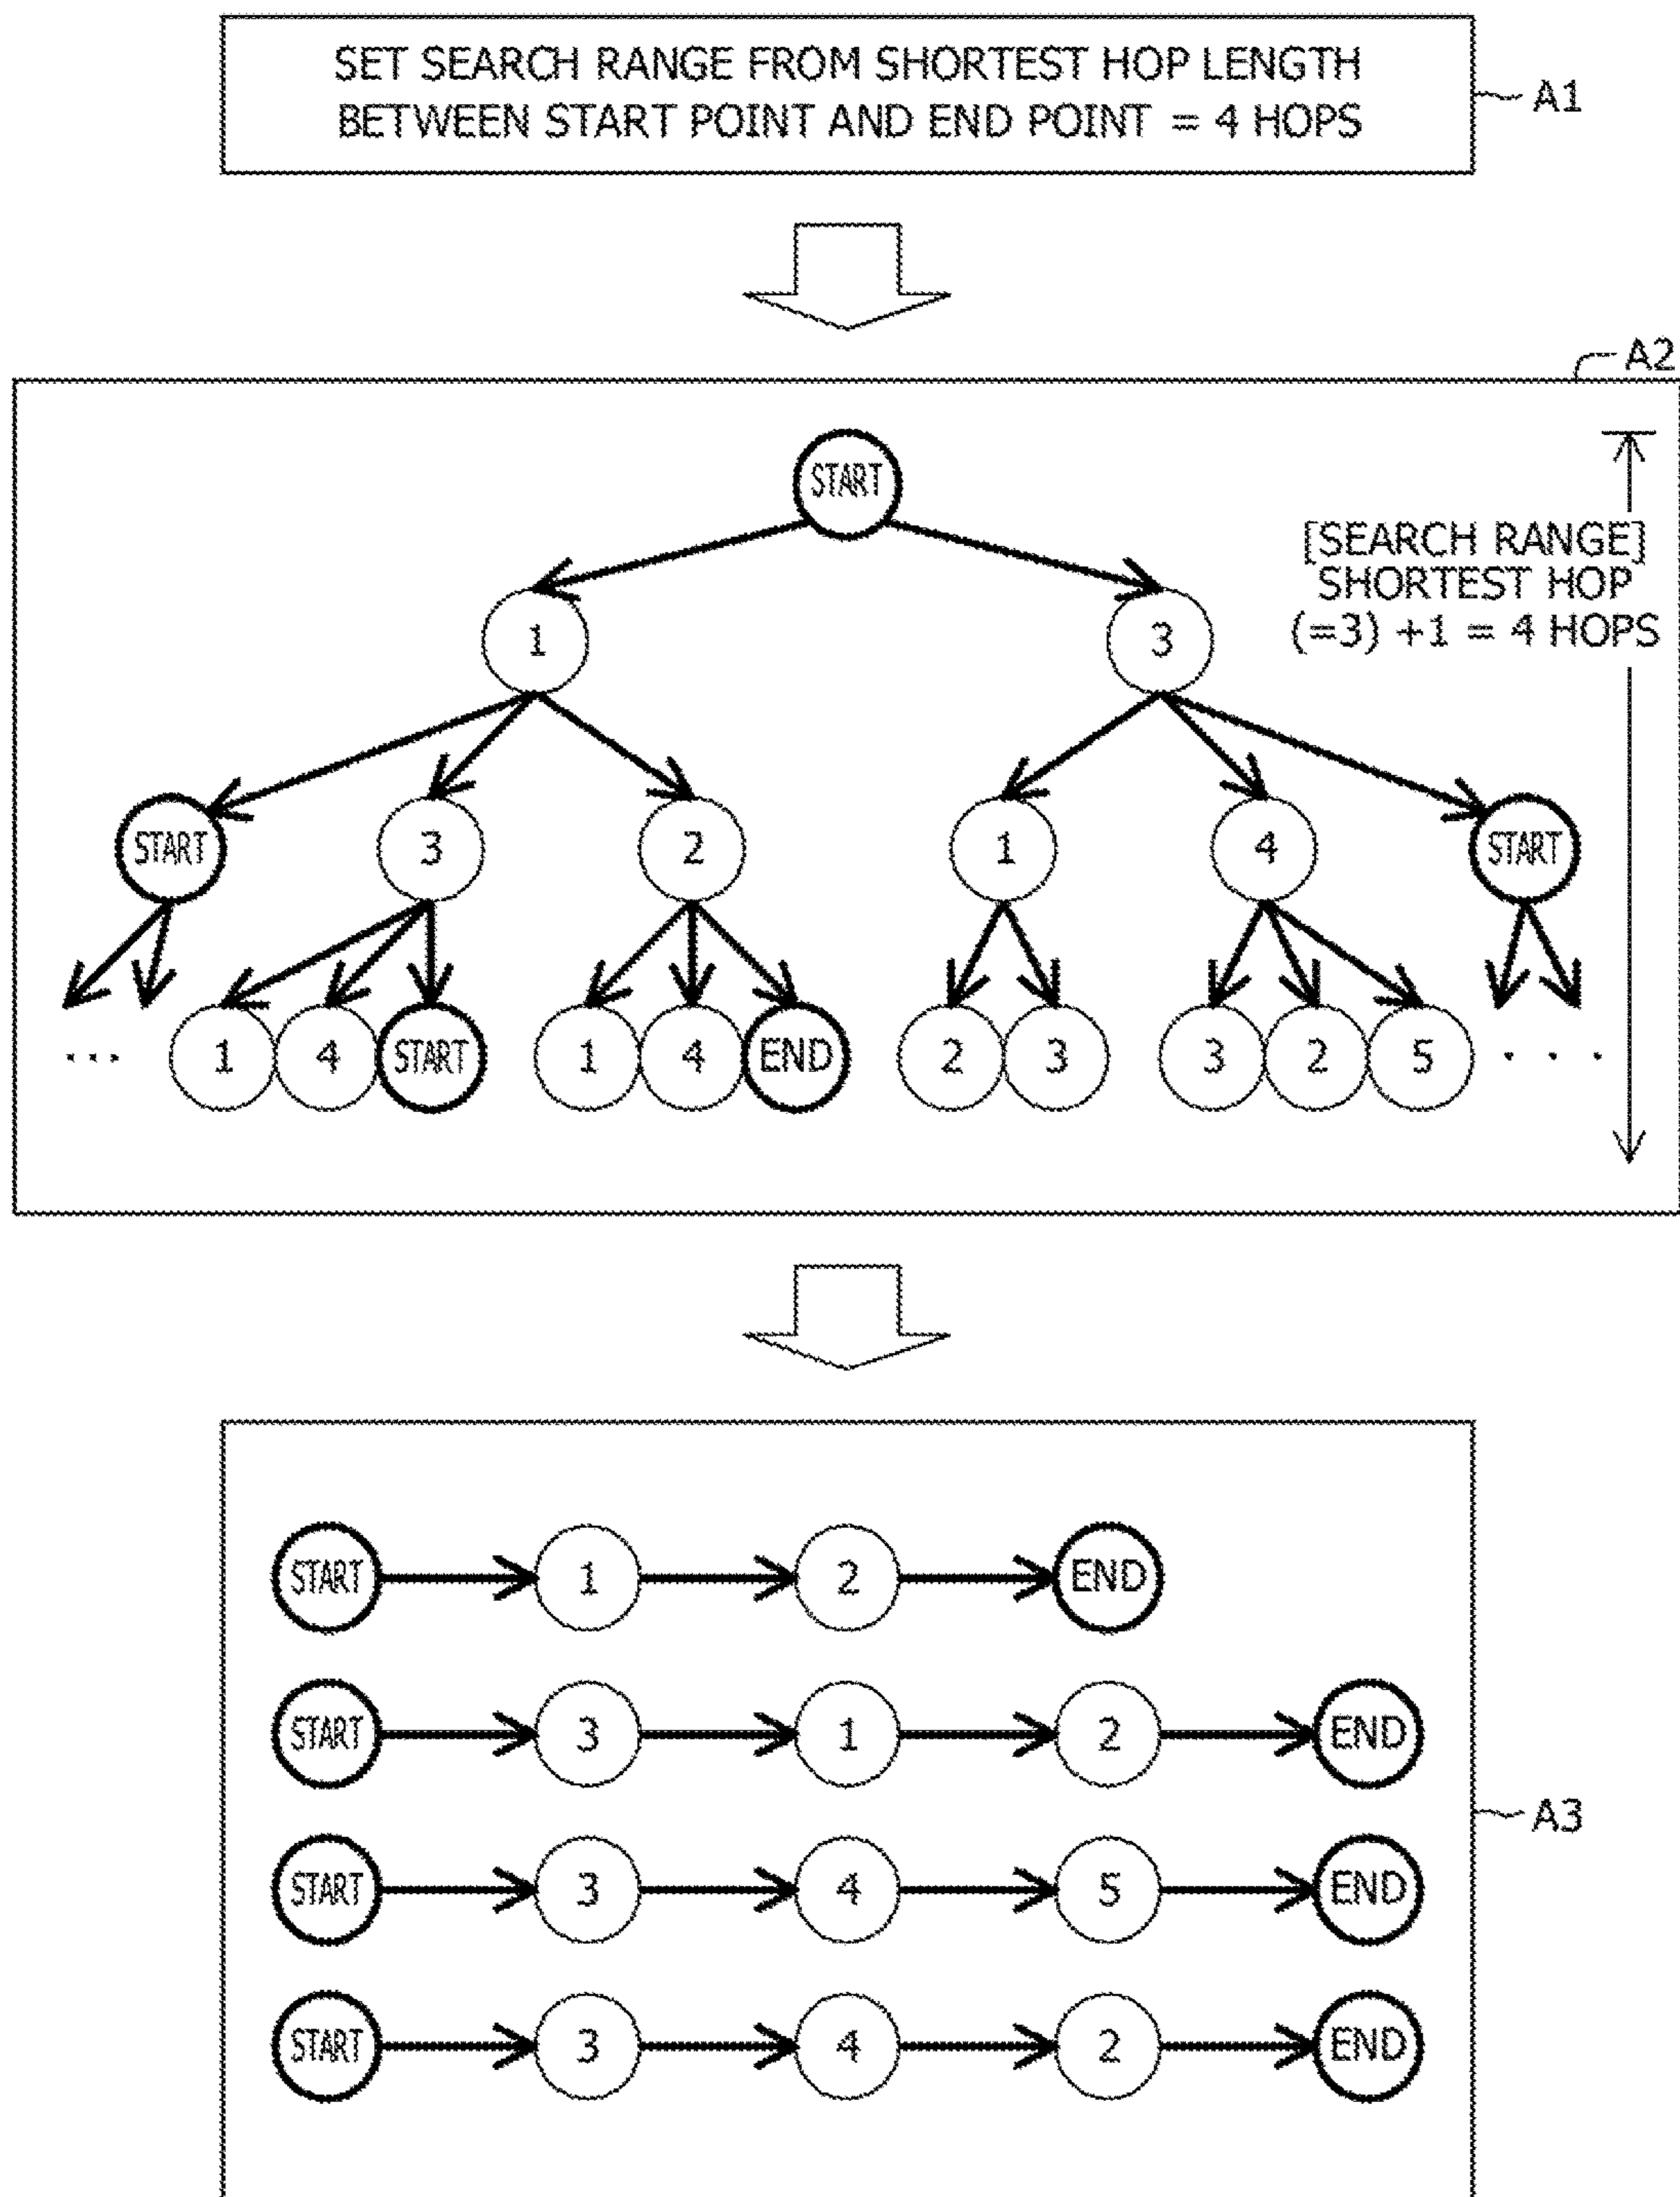 SET SEARCH RANGE FROM SHORTEST HOP LENGTH
BETWEEN START POINT AND END POINT = 4 HOPS
A1
A2
START
[SEARCH RANGE]
SHORTEST HOP
(=3) +1 = 4 HOPS
1 3
START 3 2 1 4 START
... 1 4 START 1 4 END 2 3 3 2 5 . . .
START 1 2 END
START 3 1 2 END
A3
START 3 4 5 END
START 3 4 2 END